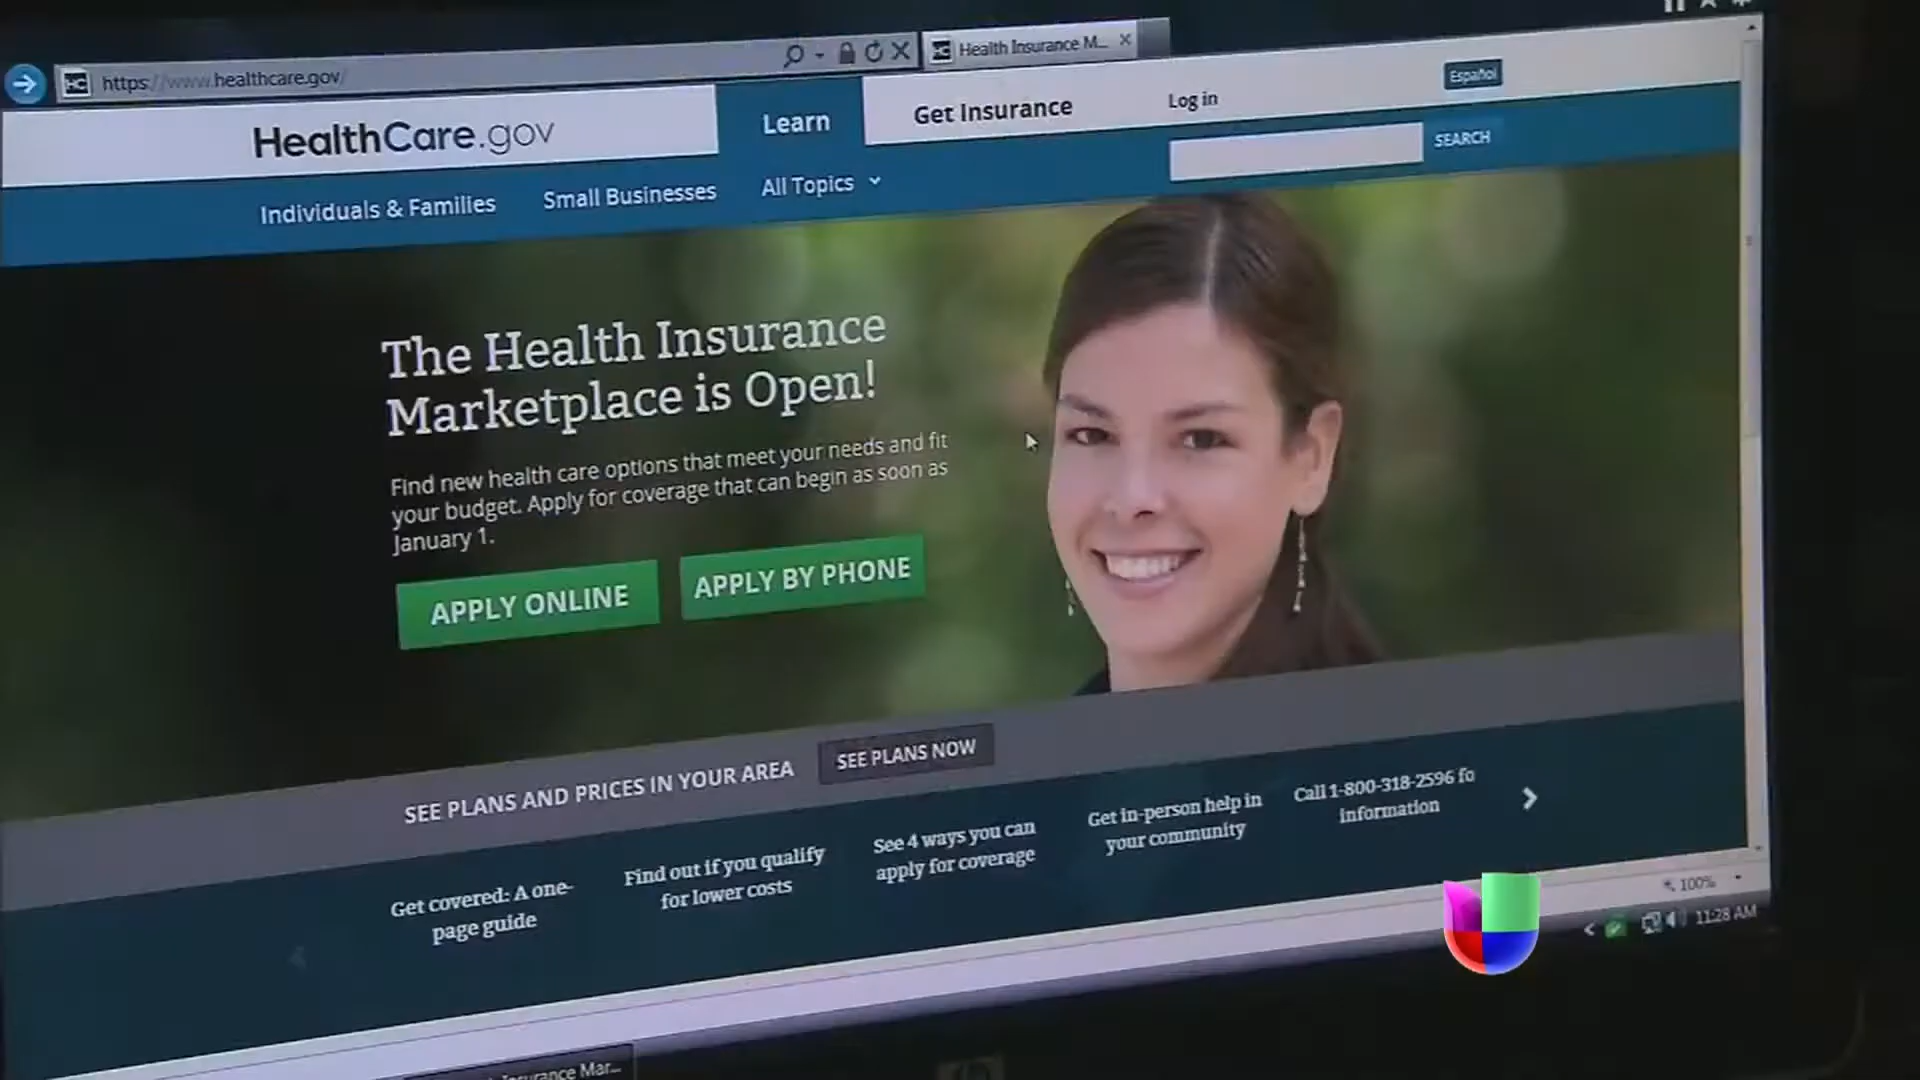 https://www.healthcare.gov/
Health Insurance M...
HealthCare.gov
Learn
Get Insurance
Log in
Español
Individuals & Families
Small Businesses
All Topics
SEARCH
The Health Insurance
Marketplace is Open!
Find new health care options that meet your needs and fit
your budget. Apply for coverage that can begin as soon as
January 1.
APPLY ONLINE
APPLY BY PHONE
SEE PLANS AND PRICES IN YOUR AREA
SEE PLANS NOW
Get covered: A one-
page guide
Find out if you qualify
for lower costs
See 4 ways you can
apply for coverage
Get in-person help in
your community
Call 1-800-318-2596 fo
information
100%
11:28 AM
Insurance Mar...